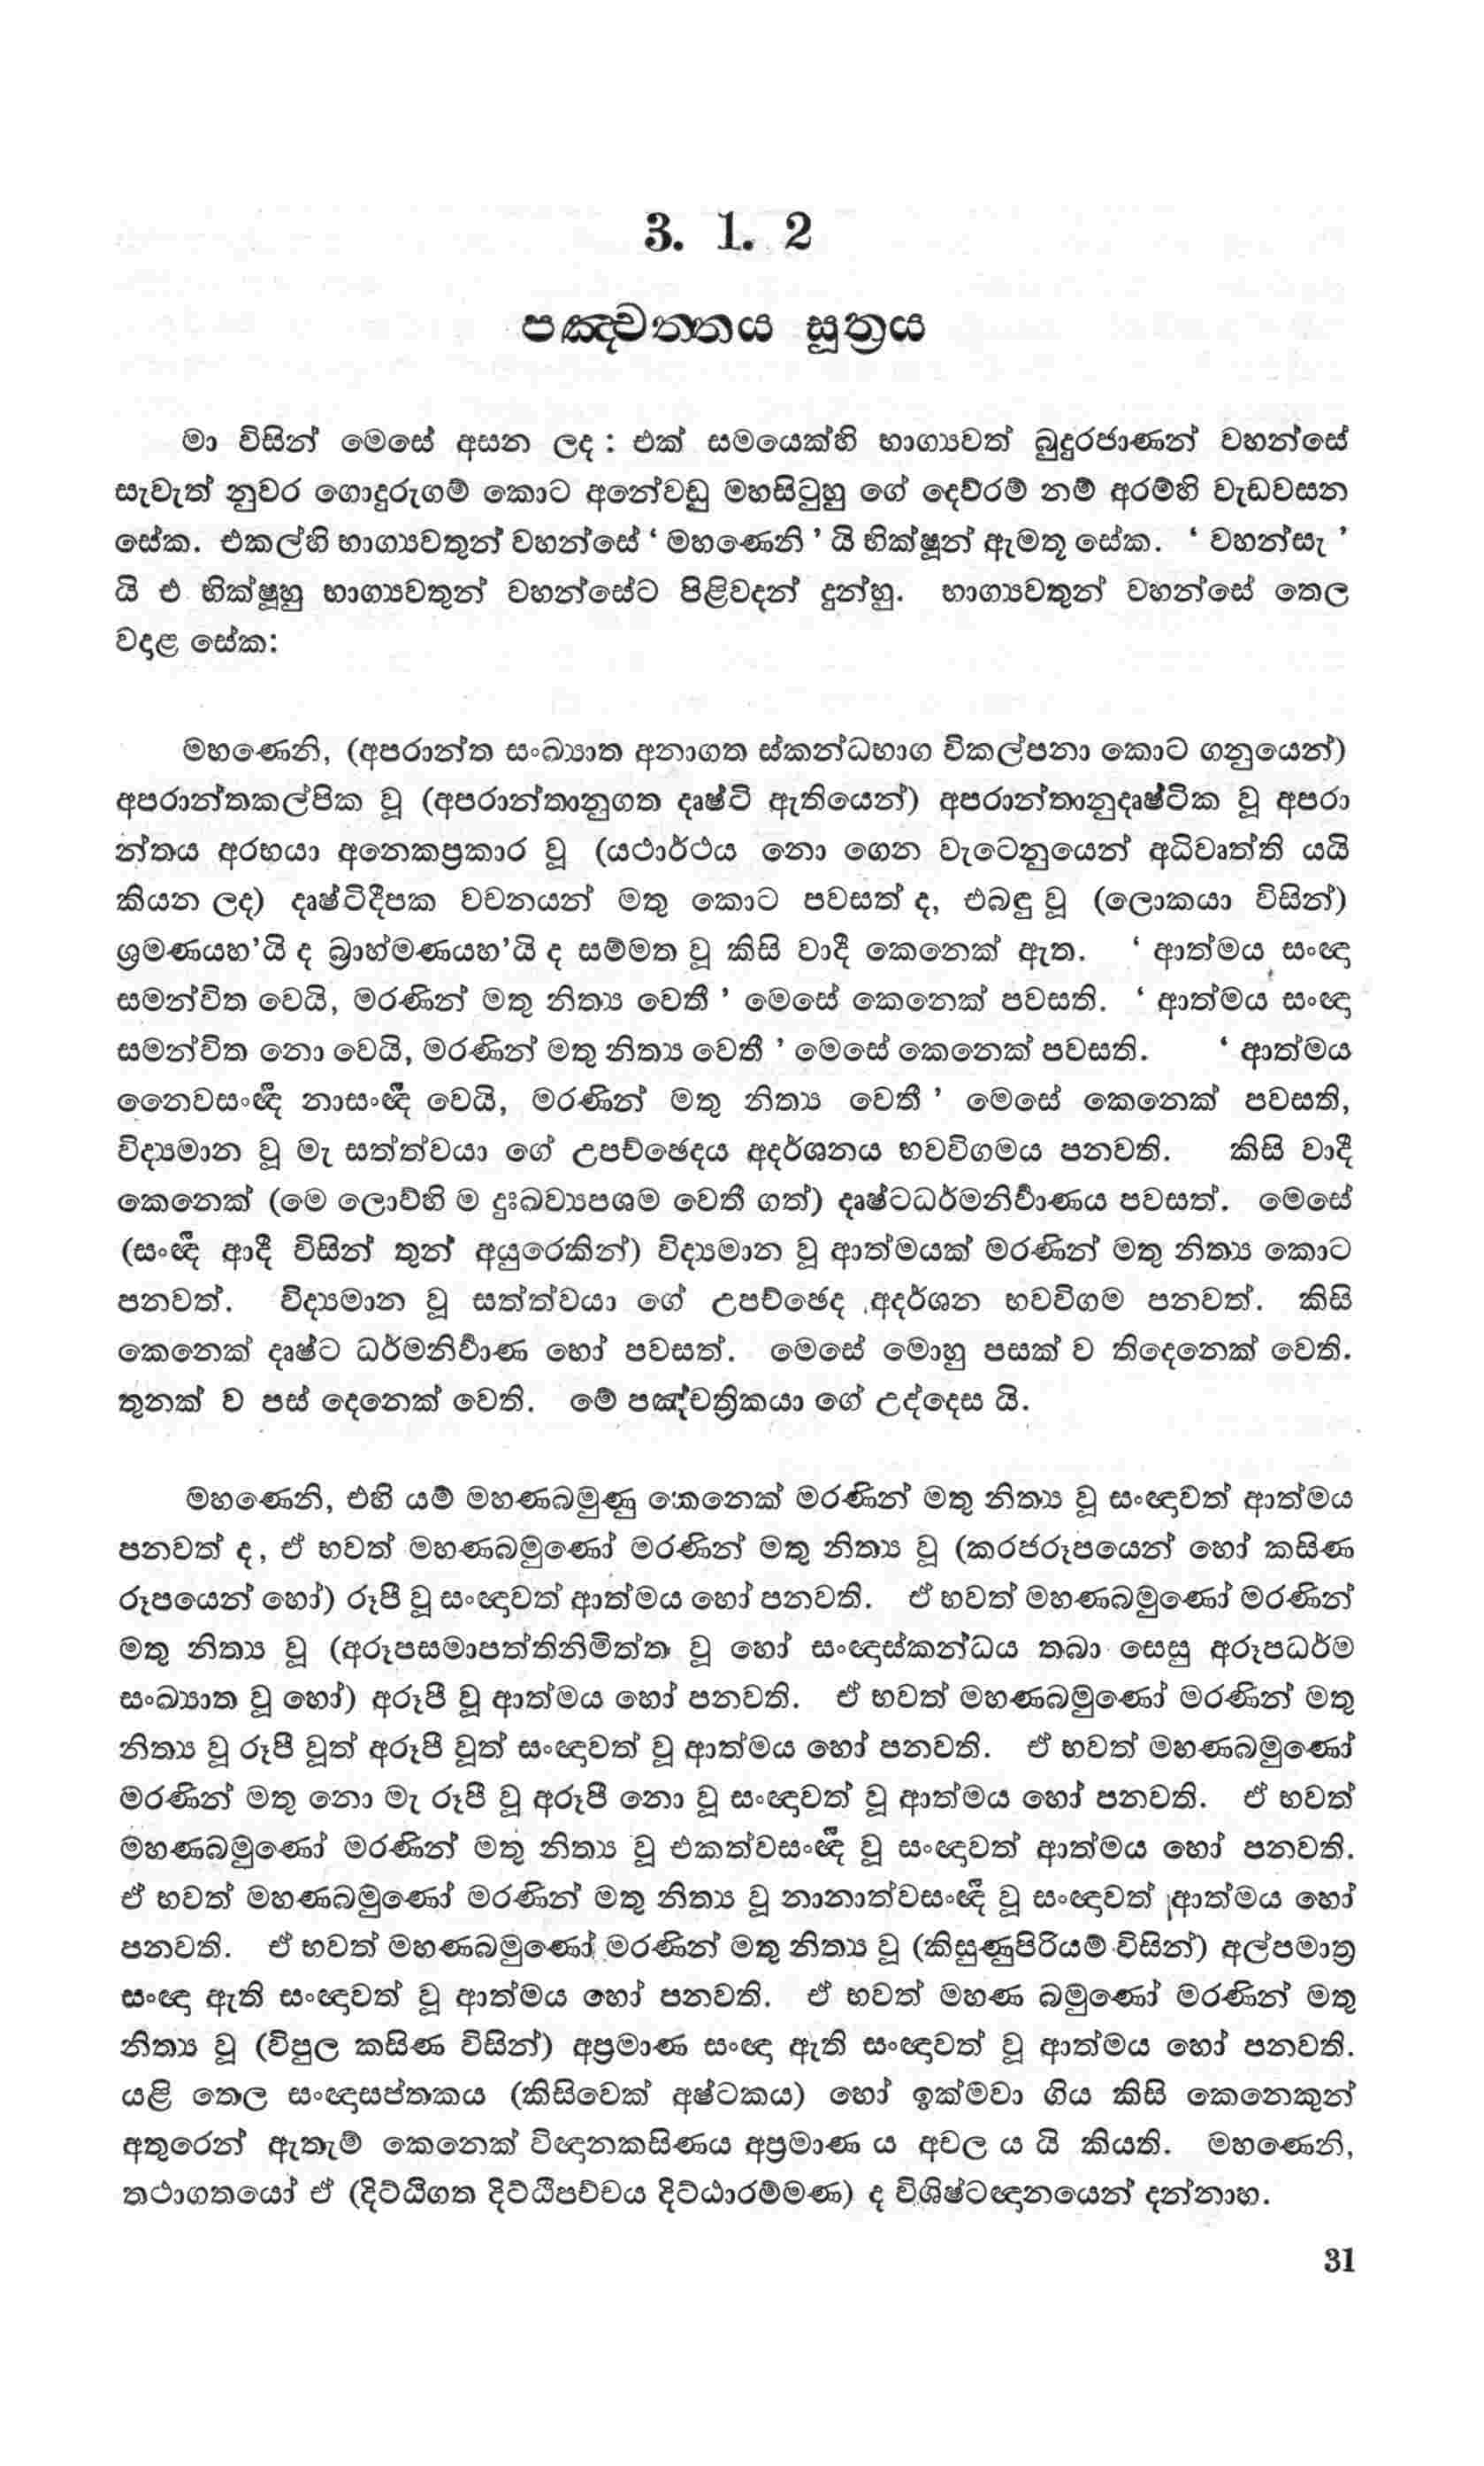 3. 1. 2
පඤ්චත්තය සූත්‍රය
මා විසින් මෙසේ අසන ලද : එක් සමයෙක්හි භාග්‍යවත් බුදුරජාණන් වහන්සේ
සැවැත් නුවර ගොදුරුගම් කොට අනේවඩු මහසිටුහු ගේ දෙව්රම් නම් අරම්හි වැඩවසන
සේක. එකල්හි භාග්‍යවතුන් වහන්සේ ‘ මහණෙනි ’ යි භික්ෂූන් ඇමතූ සේක. ‘ වහන්සැ ’
යි එ භික්ෂූහු භාග්‍යවතුන් වහන්සේට පිළිවදන් දුන්හු. භාග්‍යවතුන් වහන්සේ තෙල
වදාළ සේක:
මහණෙනි, (අපරාන්ත සංඛ්‍යාත අනාගත ස්කන්ධභාග විකල්පනා කොට ගනුයෙන්)
අපරාන්තකල්පික වූ (අපරාන්තානුගත දෘෂ්ටි ඇතියෙන්) අපරාන්තානුදෘෂ්ටික වූ අපරා
න්තය අරභයා අනෙකප්‍රකාර වූ (යථාර්ථය නො ගෙන වැටෙනුයෙන් අධිවෘත්ති යයි
කියන ලද) දෘෂ්ටිදීපක වචනයන් මතු කොට පවසත් ද, එබඳු වූ (ලොකයා විසින්)
ශ්‍රමණයහ’යි ද බ්‍රාහ්මණයහ’යි ද සම්මත වූ කිසි වාදී කෙනෙක් ඇත. ‘ ආත්මය සංඥා
සමන්විත වෙයි, මරණින් මතු නිත්‍ය වෙතී ’ මෙසේ කෙනෙක් පවසති. ‘ ආත්මය සංඥා
සමන්විත නො වෙයි, මරණින් මතු නිත්‍ය වෙතී ’ මෙසේ කෙනෙක් පවසති. ‘ ආත්මය
නෛවසංඥී නාසංඥී වෙයි, මරණින් මතු නිත්‍ය වෙතී ’ මෙසේ කෙනෙක් පවසති,
විද්‍යමාන වූ මැ සත්ත්වයා ගේ උපච්ඡෙදය අදර්ශනය භවවිගමය පනවති. කිසි වාදී
කෙනෙක් (මෙ ලොව්හි ම දුඃඛව්‍යපශම වෙතී ගත්) දෘෂ්ටධර්මනිර්‍වාණය පවසත්. මෙසේ
(සංඥී ආදී විසින් තුන් අයුරෙකින්) විද්‍යමාන වූ ආත්මයක් මරණින් මතු නිත්‍ය කොට
පනවත්. විද්‍යමාන වූ සත්ත්වයා ගේ උපච්ඡෙද අදර්ශන භවවිගම පනවත්. කිසි
කෙනෙක් දෘෂ්ට ධර්මනිර්‍වාණ හෝ පවසත්. මෙසේ මොහු පසක් ව තිදෙනෙක් වෙති.
තුනක් ව පස් දෙනෙක් වෙති. මේ පඤ්චත්‍රිකයා ගේ උද්දෙස යි.
මහණෙනි, එහි යම් මහණබමුණු කෙනෙක් මරණින් මතු නිත්‍ය වූ සංඥාවත් ආත්මය
පනවත් ද, ඒ භවත් මහණබමුණෝ මරණින් මතු නිත්‍ය වූ (කරජරූපයෙන් හෝ කසිණ
රූපයෙන් හෝ) රූපී වූ සංඥාවත් ආත්මය හෝ පනවති. ඒ භවත් මහණබමුණෝ මරණින්
මතු නිත්‍ය වූ (අරූපසමාපත්තිනිමිත්ත වූ හෝ සංඥාස්කන්ධය තබා සෙසු අරූපධර්ම
සංඛ්‍යාත වූ හෝ) අරූපී වූ ආත්මය හෝ පනවති. ඒ භවත් මහණබමුණෝ මරණින් මතු
නිත්‍ය වූ රූපී වූත් අරූපී වූත් සංඥාවත් වූ ආත්මය හෝ පනවති. ඒ භවත් මහණබමුණෝ
මරණින් මතු නො මැ රූපී වූ අරූපී නො වූ සංඥාවත් වූ ආත්මය හෝ පනවති. ඒ භවත්
මහණබමුණෝ මරණින් මතු නිත්‍ය වූ එකත්වසංඥී වූ සංඥාවත් ආත්මය හෝ පනවති.
ඒ භවත් මහණබමුණෝ මරණින් මතු නිත්‍ය වූ නානාත්වසංඥී වූ සංඥාවත් ආත්මය හෝ
පනවති. ඒ භවත් මහණබමුණෝ මරණින් මතු නිත්‍ය වූ (කිසුණුපිරියම් විසින්) අල්පමාත්‍ර
සංඥා ඇති සංඥාවත් වූ ආත්මය හෝ පනවති. ඒ භවත් මහණ බමුණෝ මරණින් මතු
නිත්‍ය වූ (විපුල කසිණ විසින්) අප්‍රමාණ සංඥා ඇති සංඥාවත් වූ ආත්මය හෝ පනවති.
යළි තෙල සංඥාසප්තකය (කිසිවෙක් අෂ්ටකය) හෝ ඉක්මවා ගිය කිසි කෙනෙකුන්
අතුරෙන් ඇතැම් කෙනෙක් විඥානකසිණය අප්‍රමාණ ය අචල ය යි කියති. මහණෙනි,
තථාගතයෝ ඒ (දිට්ඨිගත දිට්ඨිපච්චය දිට්ඨාරම්මණ) ද විශිෂ්ටඥානයෙන් දන්නාහ.
31